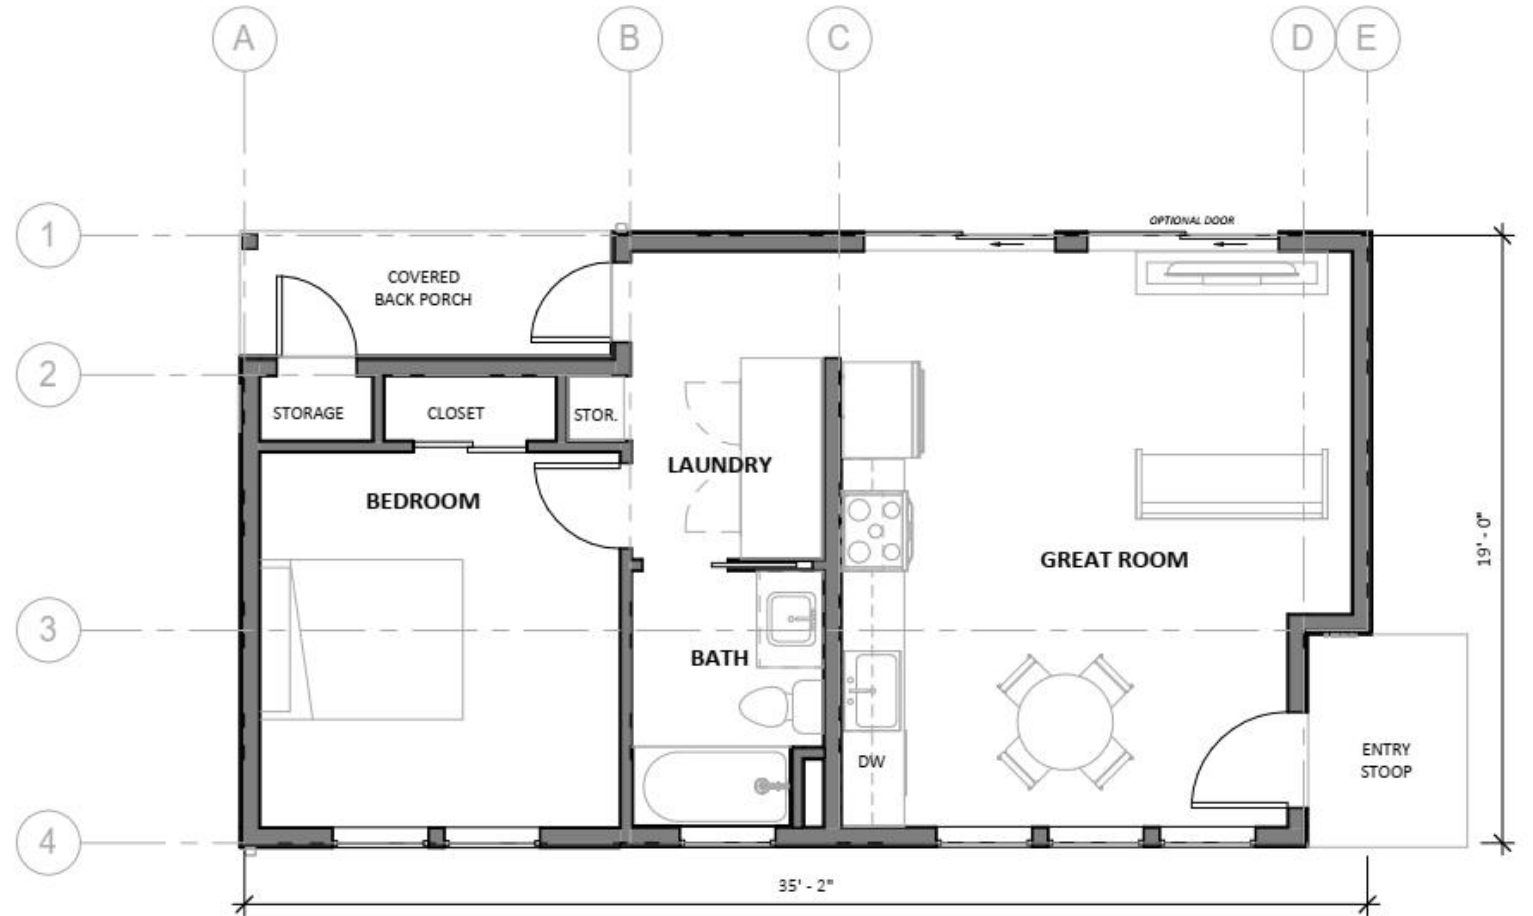 A
B
C
D
E
1
OPTIONAL DOOR
COVERED
BACK PORCH
2
STORAGE
CLOSET
STOR.
LAUNDRY
BEDROOM
19' - 0"
GREAT ROOM
3
BATH
ENTRY
STOOP
DW
4
35' - 2"